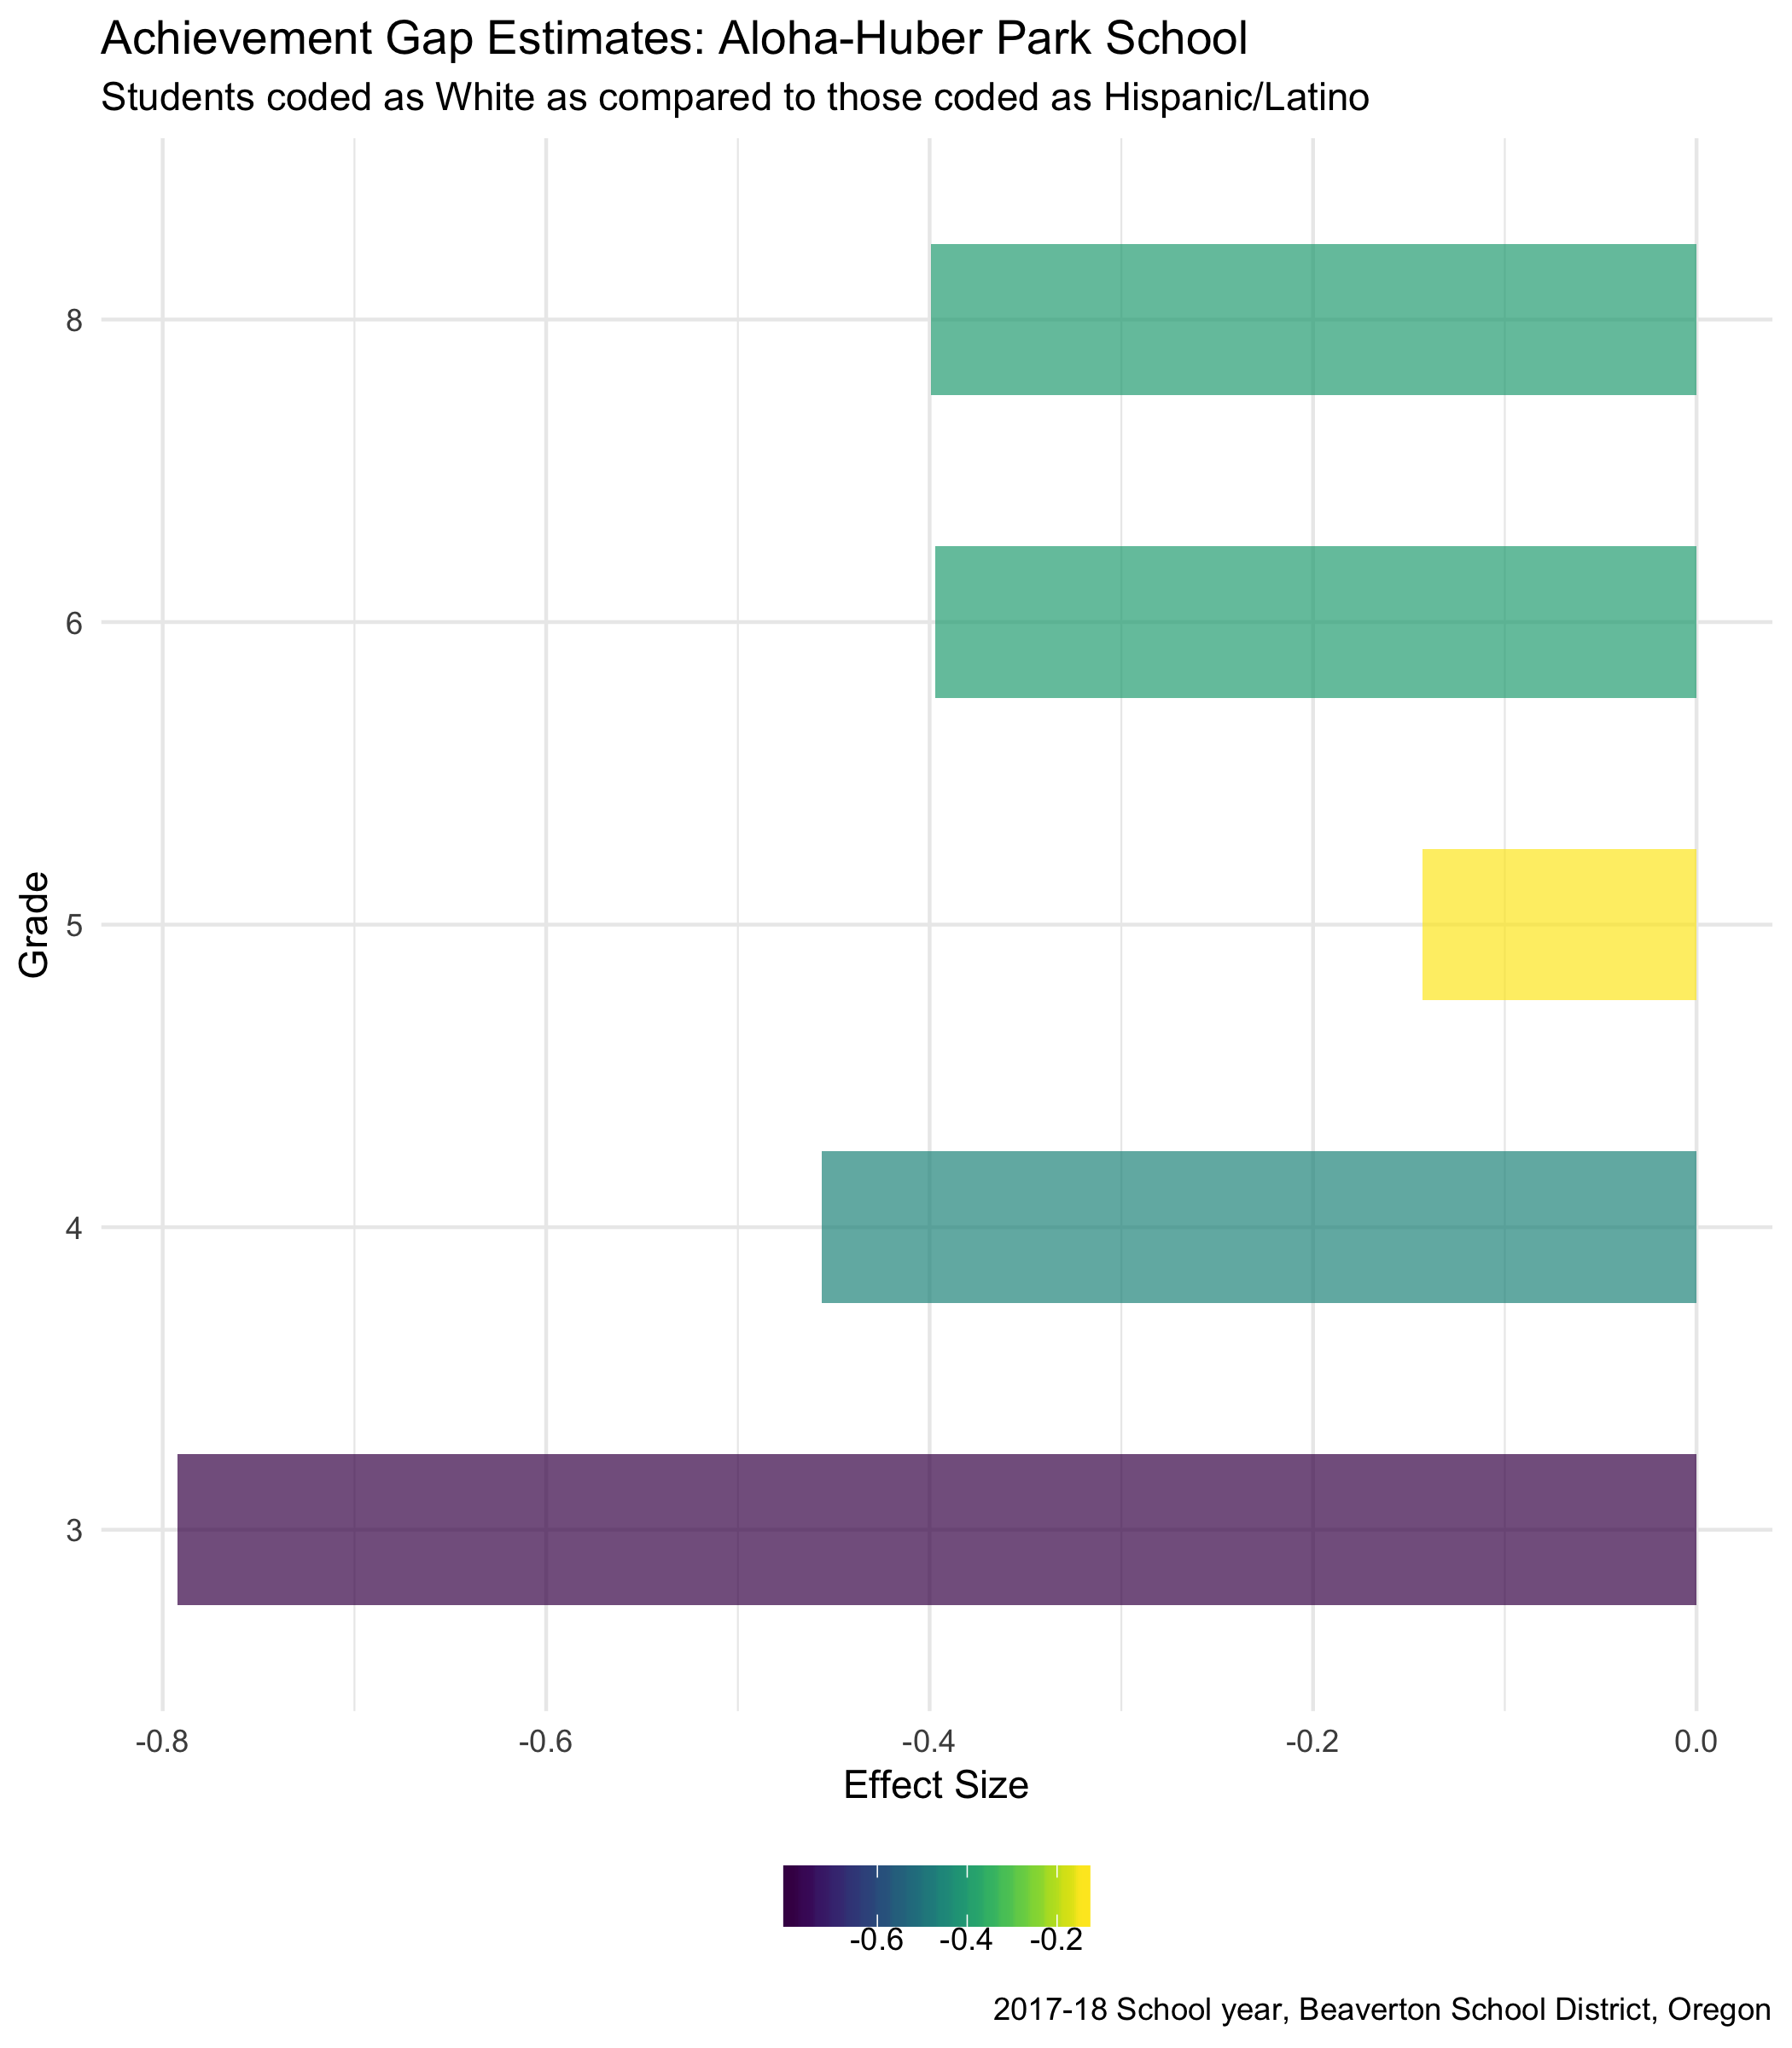 Achievement Gap Estimates: Aloha-Huber Park School
Students coded as White as compared to those coded as Hispanic/Latino
Grade
8
6
5
4
3
-0.8 -0.6 -0.4 -0.2 0.0
Effect Size
-0.6 -0.4 -0.2
2017-18 School year, Beaverton School District, Oregon